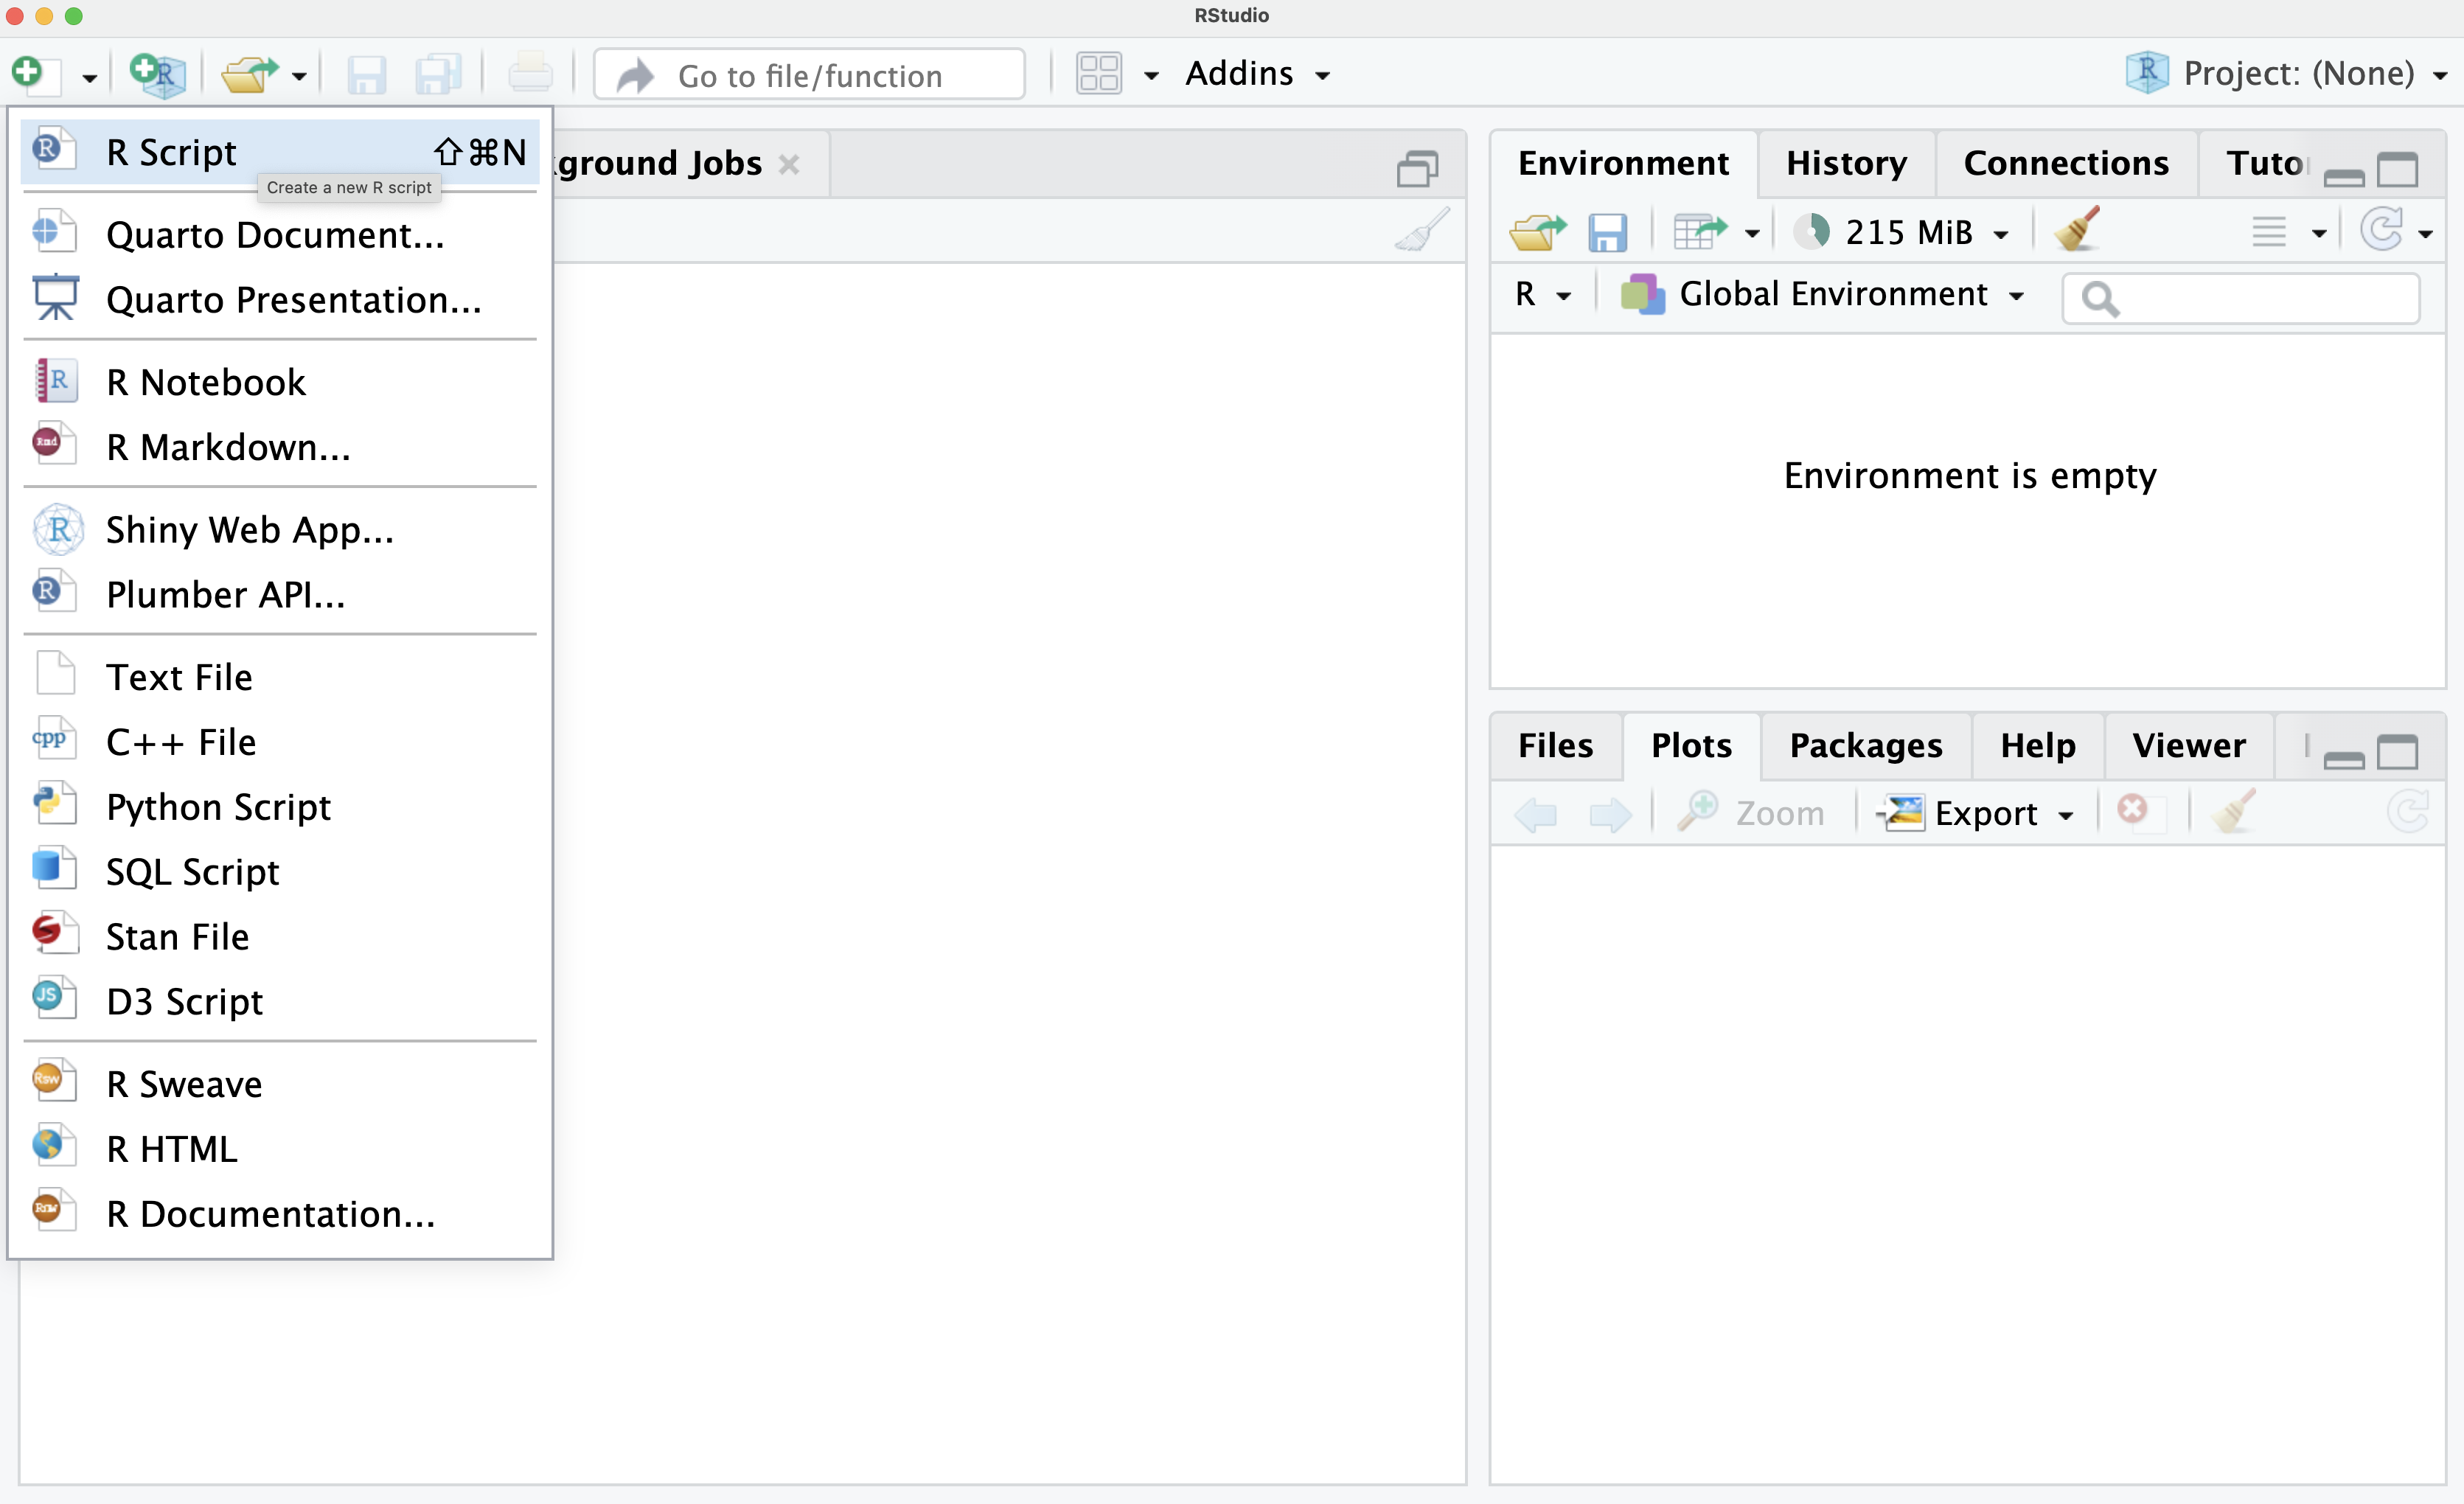 RStudio
Go to file/function
Addins
Project: (None)
R Script ⇧⌘N
Create a new R script
Quarto Document...
Quarto Presentation...
R Notebook
R Markdown...
Shiny Web App...
Plumber API...
Text File
C++ File
Python Script
SQL Script
Stan File
D3 Script
R Sweave
R HTML
R Documentation...
kground Jobs
Environment History Connections Tuto
215 MiB
R Global Environment
Environment is empty
Files Plots Packages Help Viewer
Zoom Export